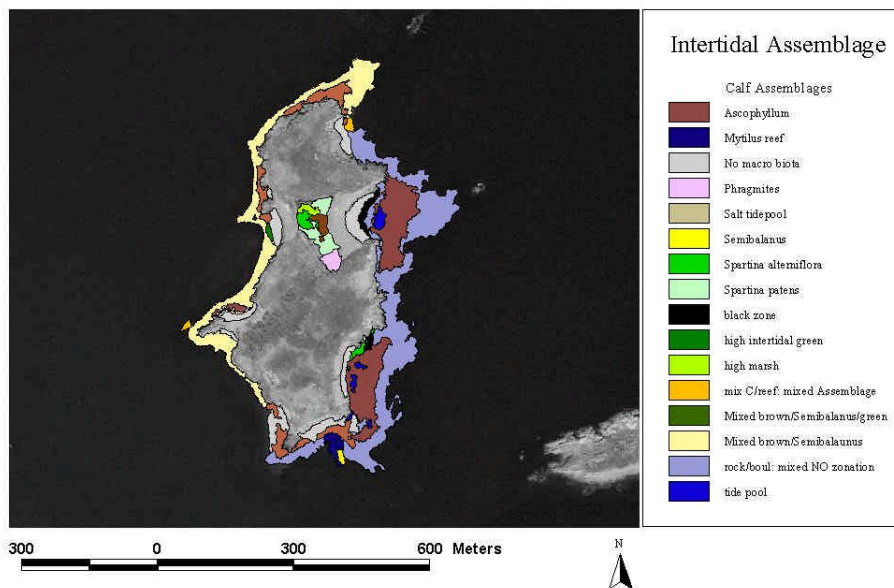 Intertidal Assemblage
Calf Assemblages
Ascophyllum
Mytilus reef
No macro biota
Phragmites
Salt tidepool
Semibalanus
Spartina alterniflora
Spartina patens
black zone
high intertidal green
high marsh
mix C/reef: mixed Assemblage
Mixed brown/Semibalanus/green
Mixed brown/Semibalaunus
rock/boul: mixed NO zonation
tide pool
300 0 300 600 Meters
N